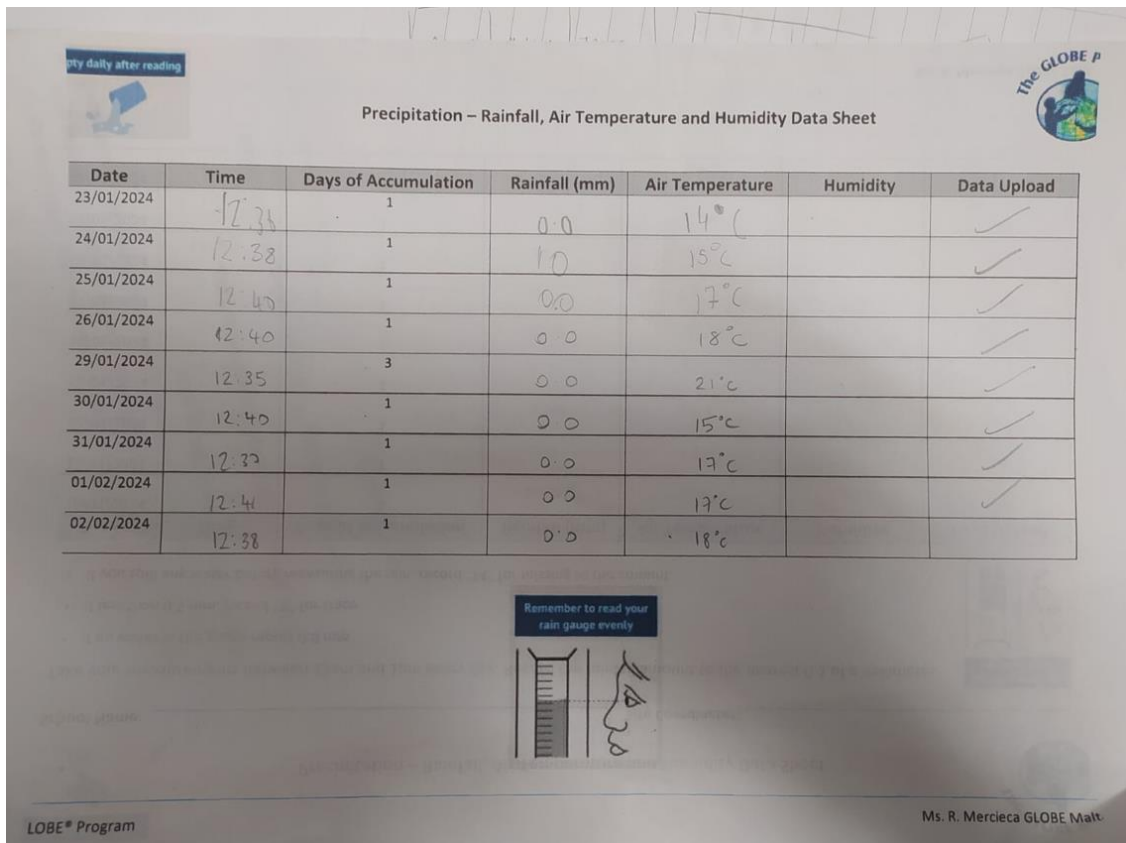 pty daily after reading
The GLOBE P
Precipitation – Rainfall, Air Temperature and Humidity Data Sheet
Date Time Days of Accumulation Rainfall (mm) Air Temperature Humidity Data Upload
23/01/2024 12:38 1 0.0 14°C
24/01/2024 12:38 1 10 15°C
25/01/2024 12:40 1 0.0 17°C
26/01/2024 12:40 1 0 0 18°C
29/01/2024 12:35 3 0 0 21°C
30/01/2024 12:40 1 0 0 15°C
31/01/2024 1 0.0 17°C
01/02/2024 12:41 1 0 0 17°C
02/02/2024 12:38 1 0.0 18°C
Remember to read your
rain gauge evenly
LOBE® Program
Ms. R. Mercieca GLOBE Malt